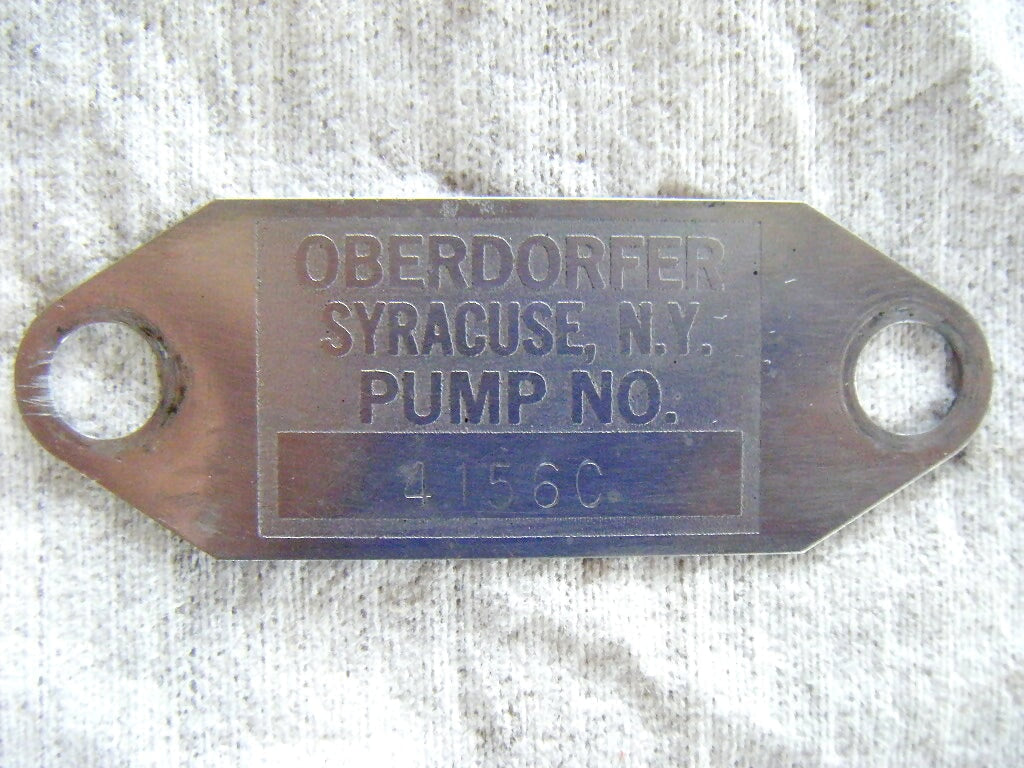 OBERDORFER
SYRACUSE, N.Y.
PUMP NO.
4156C